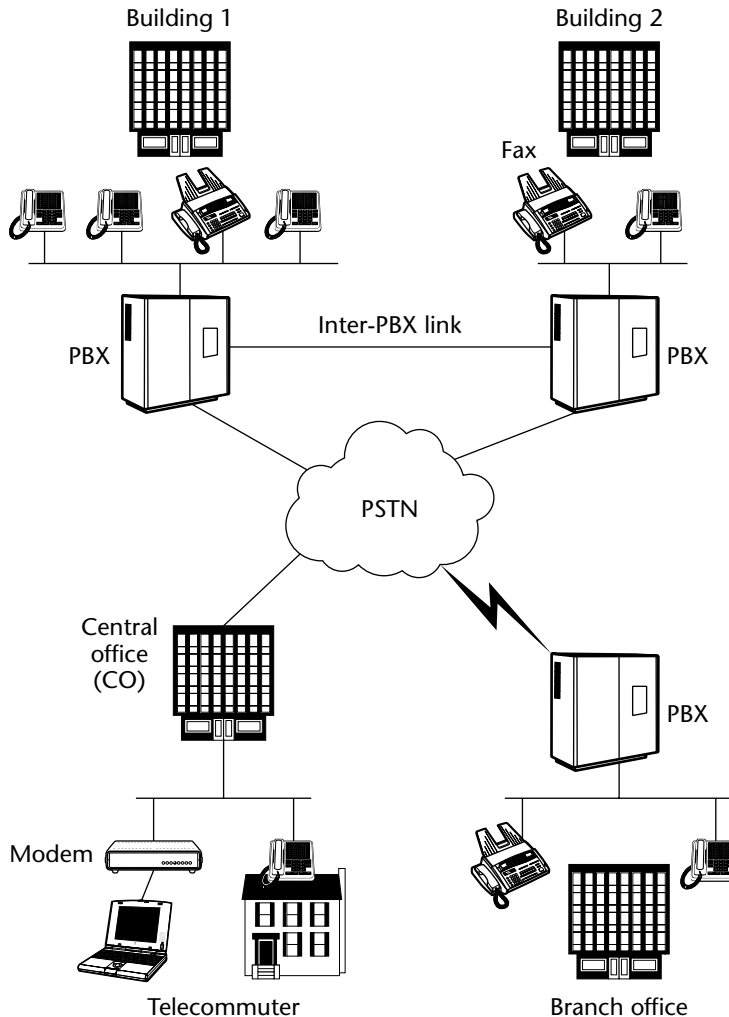 Building 1
Building 2
Fax
Inter-PBX link
PBX
PBX
PSTN
Central
office
(CO)
PBX
Modem
Telecommuter
Branch office